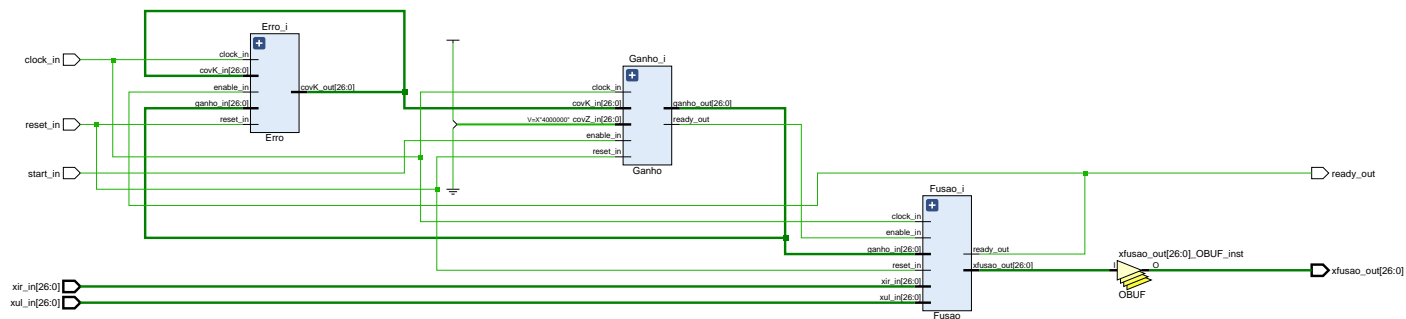 Erro_i
clock_in
covK_in[26:0]
enable_in
ganho_in[26:0]
reset_in
covK_out[26:0]
Erro
clock_in
reset_in
start_in
xir_in[26:0]
xul_in[26:0]
Ganho_i
clock_in
covK_in[26:0]
V=X"4000000" covZ_in[26:0]
enable_in
reset_in
ganho_out[26:0]
ready_out
Ganho
Fusao_i
clock_in
enable_in
ganho_in[26:0]
reset_in
xir_in[26:0]
xul_in[26:0]
ready_out
xfusao_out[26:0]
Fusao
xfusao_out[26:0]_OBUF_inst
I
O
OBUF
ready_out
xfusao_out[26:0]